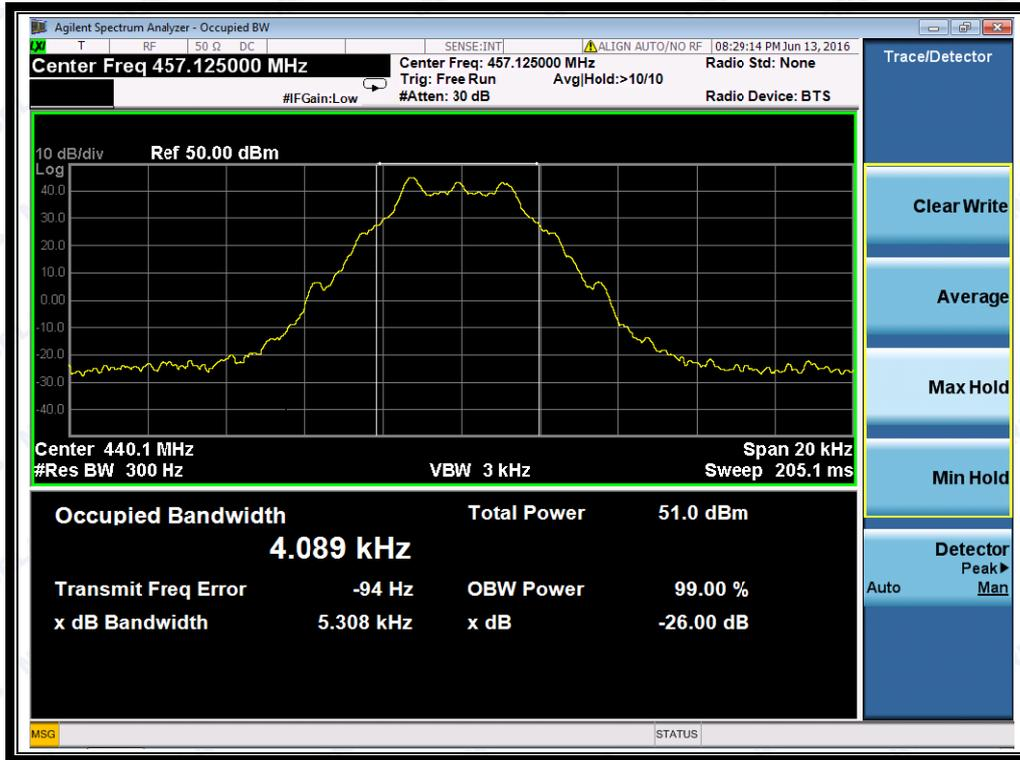 Agilent Spectrum Analyzer - Occupied BW
LXI T RF 50 Ω DC SENSE:INT ALIGN AUTO/NO RF 08:29:14 PM Jun 13, 2016
Center Freq 457.125000 MHz
Center Freq: 457.125000 MHz Radio Std: None
Trig: Free Run Avg|Hold:>10/10
#IFGain:Low #Atten: 30 dB Radio Device: BTS
10 dB/div Ref 50.00 dBm
Log
40.0
30.0
20.0
10.0
0.00
-10.0
-20.0
-30.0
-40.0
Center 440.1 MHz Span 20 kHz
#Res BW 300 Hz VBW 3 kHz Sweep 205.1 ms
Occupied Bandwidth Total Power 51.0 dBm
4.089 kHz
Transmit Freq Error -94 Hz OBW Power 99.00 %
x dB Bandwidth 5.308 kHz x dB -26.00 dB
MSG STATUS
Trace/Detector
Clear Write
Average
Max Hold
Min Hold
Detector
Peak▶
Auto Man